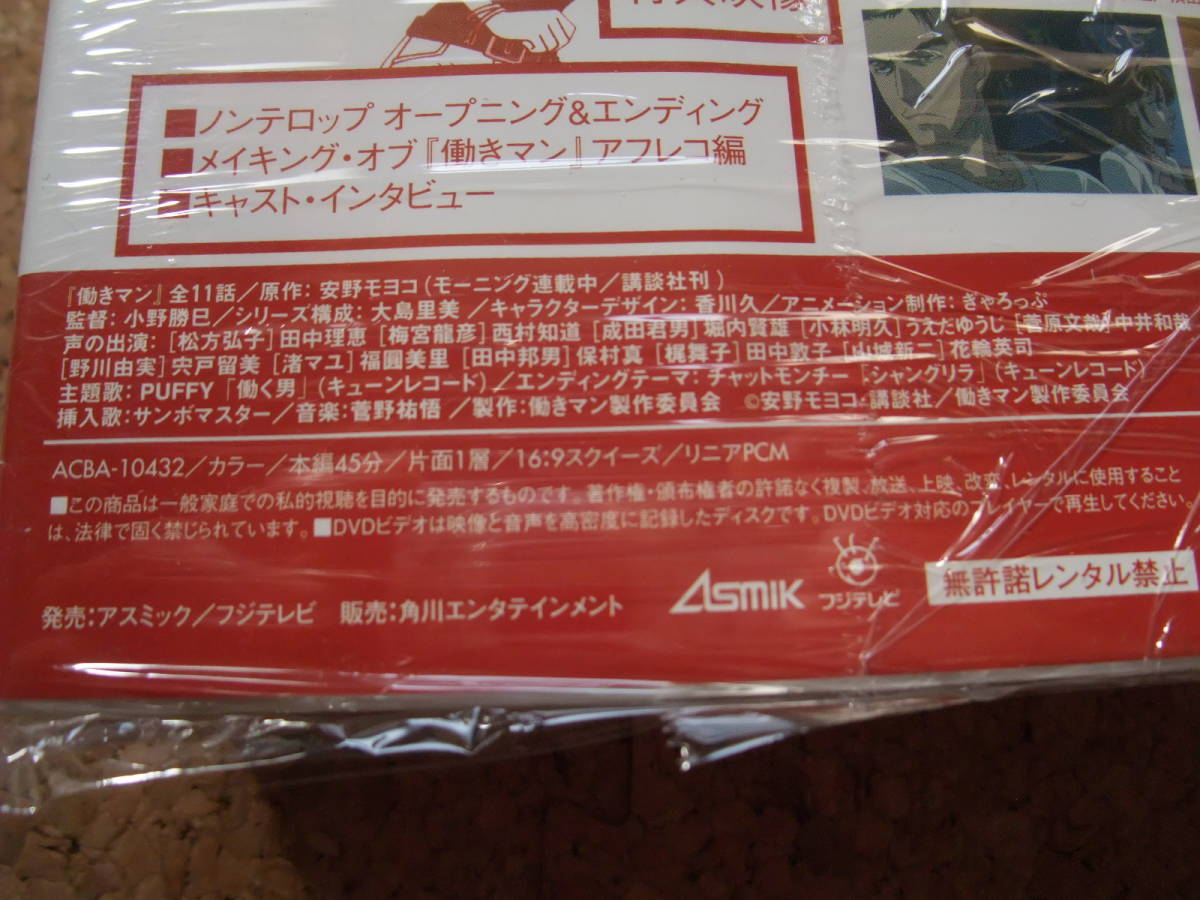 特典映像
■ノンテロップ オープニング&エンディング
■メイキング・オブ『働きマン』アフレコ編
■キャスト・インタビュー
『働きマン』全11話／原作：安野モヨコ（モーニング連載中／講談社刊）
監督：小野勝巳／シリーズ構成：大島里美／キャラクターデザイン：香川久／アニメーション制作：ぎゃろっぷ
声の出演：［松方弘子］田中理恵［梅宮龍彦］西村知道［成田君男］堀内賢雄［小林明久］うえだゆうじ［菅原文哉］中井和哉
［野川由実］宍戸留美［渚マユ］福圓美里［田中邦男］保村真［梶舞子］田中敦子［山城新二］花輪英司
主題歌：PUFFY「働く男」（キューンレコード）／エンディングテーマ：チャットモンチー「シャングリラ」（キューンレコード）
挿入歌：サンボマスター／音楽：菅野祐悟／製作：働きマン製作委員会 ©安野モヨコ・講談社／働きマン製作委員会
ACBA-10432／カラー／本編45分／片面1層／16:9スクイーズ／リニアPCM
■この商品は一般家庭での私的視聴を目的に発売するものです。著作権・頒布権者の許諾なく複製、放送、上映、改変、レンタルに使用すること
は、法律で固く禁じられています。■DVDビデオは映像と音声を高密度に記録したディスクです。DVDビデオ対応のプレイヤーで再生してください。
発売：アスミック／フジテレビ 販売：角川エンタテインメント
Asmik
フジテレビ
無許諾レンタル禁止